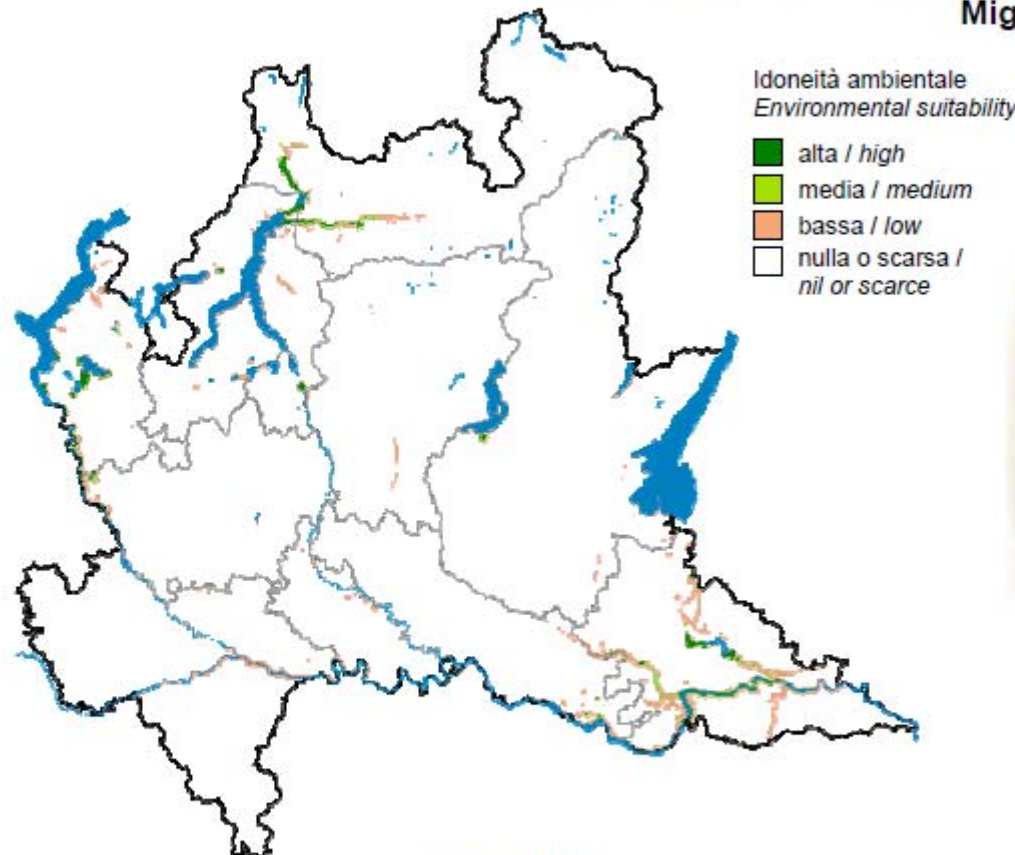 Mig
Idoneità ambientale
Environmental suitability
alta / high
media / medium
bassa / low
nulla o scarsa /
nil or scarce